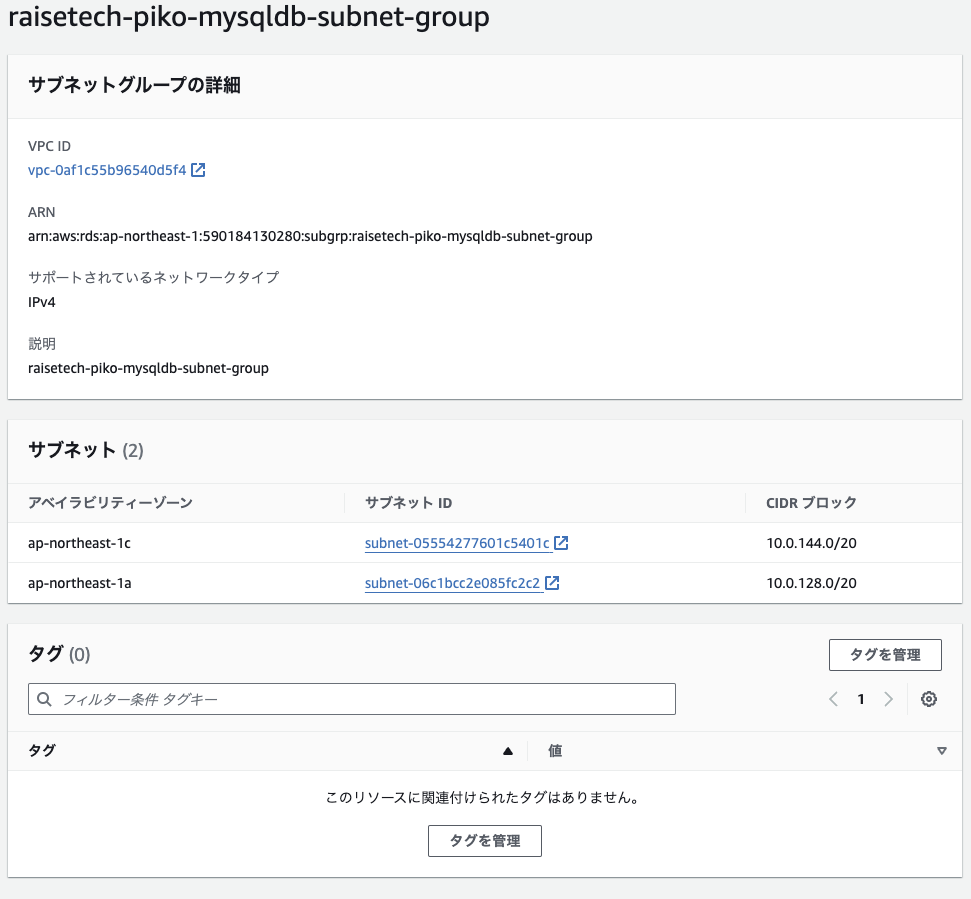 raisetech-piko-mysqldb-subnet-group
サブネットグループの詳細
VPC ID
vpc-0af1c55b96540d5f4
ARN
arn:aws:rds:ap-northeast-1:590184130280:subgrp:raisetech-piko-mysqldb-subnet-group
サポートされているネットワークタイプ
IPv4
説明
raisetech-piko-mysqldb-subnet-group
サブネット (2)
アベイラビリティーゾーン サブネット ID CIDR ブロック
ap-northeast-1c subnet-05554277601c5401c 10.0.144.0/20
ap-northeast-1a subnet-06c1bcc2e085fc2c2 10.0.128.0/20
タグ (0) タグを管理
フィルター条件 タグキー 1
タグ 値
このリソースに関連付けられたタグはありません。
タグを管理